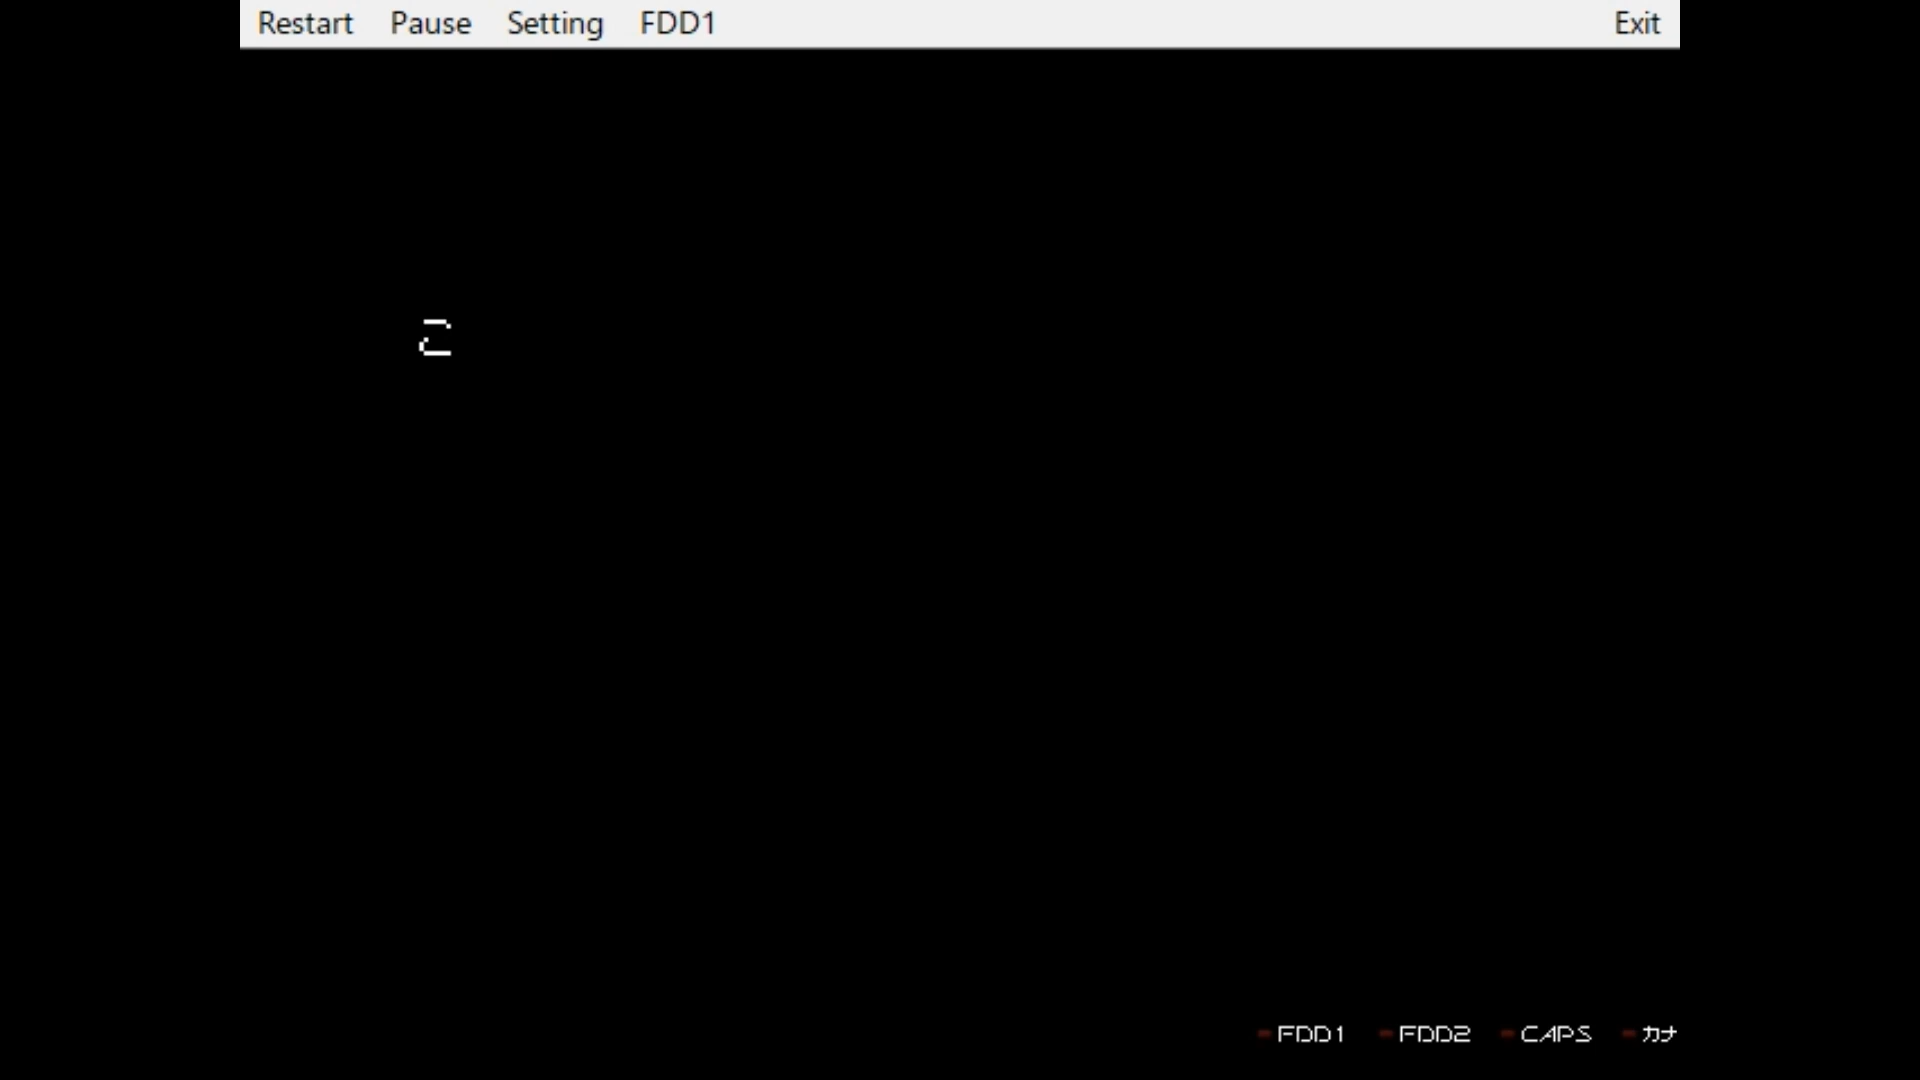 Restart Pause Setting FDD1 Exit
こ
FDD1 FDD2 CAPS カナ